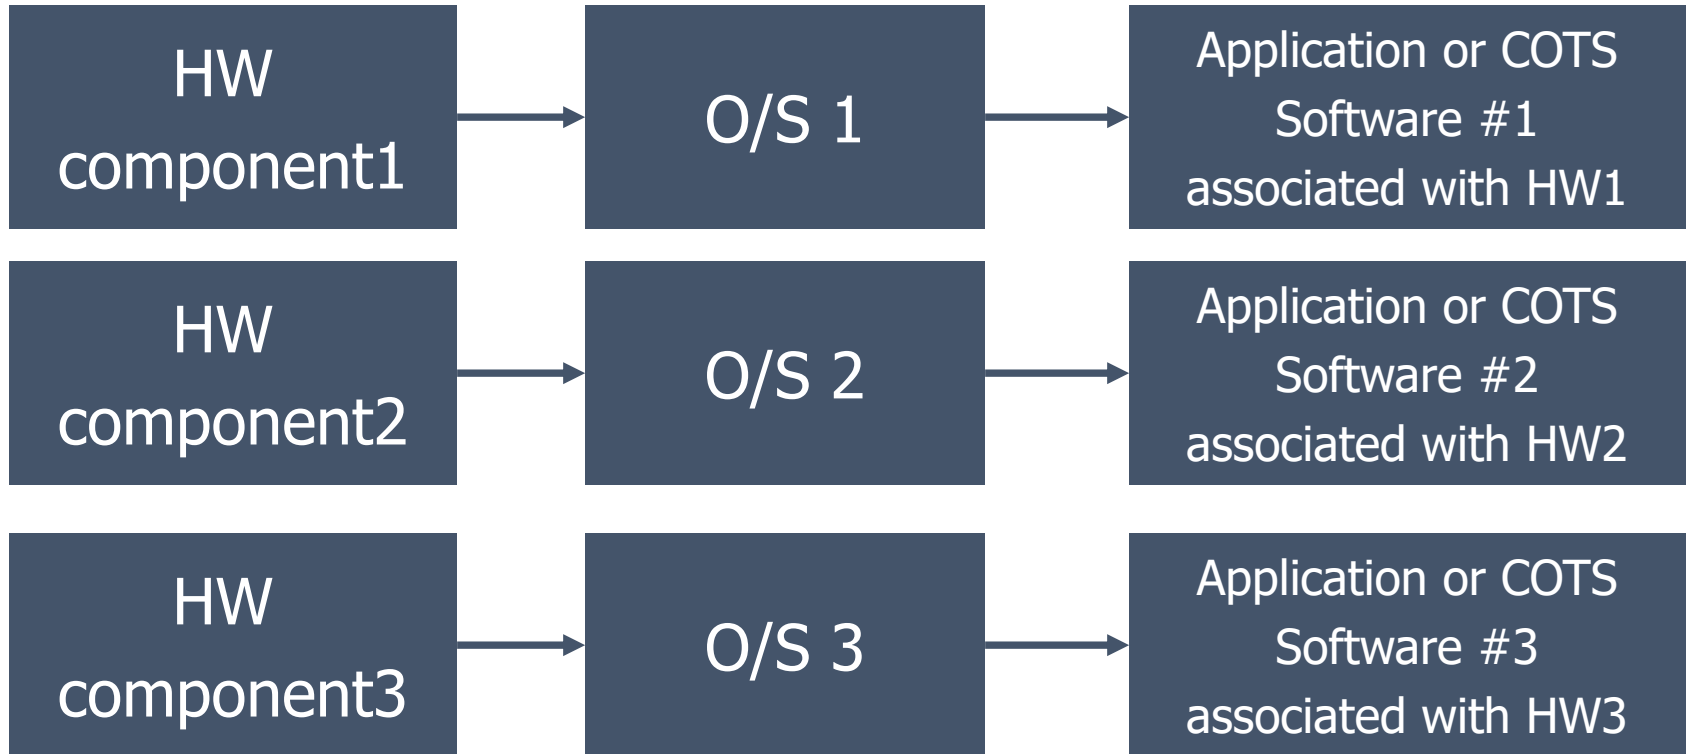 HW
component1
O/S 1
Application or COTS
Software #1
associated with HW1
HW
component2
O/S 2
Application or COTS
Software #2
associated with HW2
HW
component3
O/S 3
Application or COTS
Software #3
associated with HW3